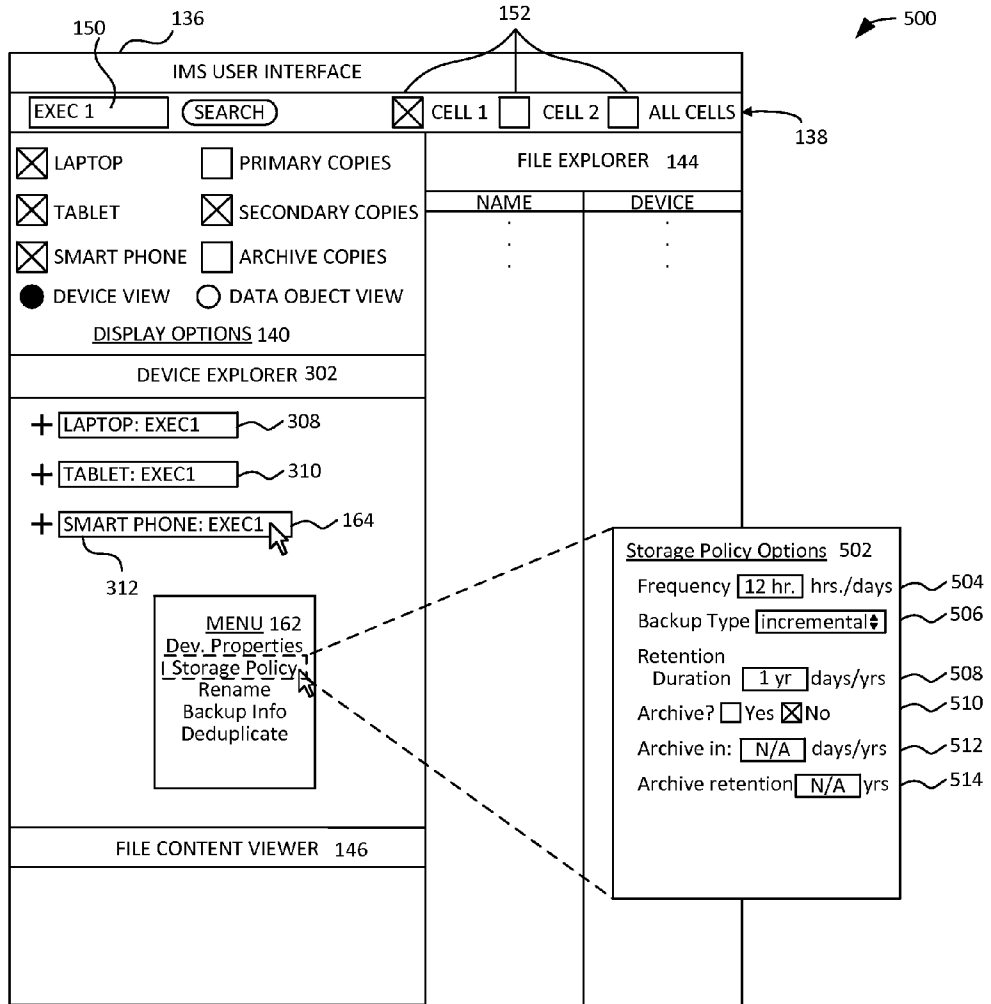 500
150
136
152
IMS USER INTERFACE
EXEC 1
SEARCH
CELL 1
CELL 2
ALL CELLS
138
LAPTOP
PRIMARY COPIES
TABLET
SECONDARY COPIES
SMART PHONE
ARCHIVE COPIES
DEVICE VIEW
DATA OBJECT VIEW
DISPLAY OPTIONS 140
FILE EXPLORER 144
NAME
DEVICE
DEVICE EXPLORER 302
+ LAPTOP: EXEC1
308
+ TABLET: EXEC1
310
+ SMART PHONE: EXEC1
164
312
MENU 162
Dev. Properties
Storage Policy
Rename
Backup Info
Deduplicate
Storage Policy Options 502
Frequency 12 hr. hrs./days
504
Backup Type incremental
506
Retention
Duration 1 yr days/yrs
508
Archive? Yes No
510
Archive in: N/A days/yrs
512
Archive retention N/A yrs
514
FILE CONTENT VIEWER 146